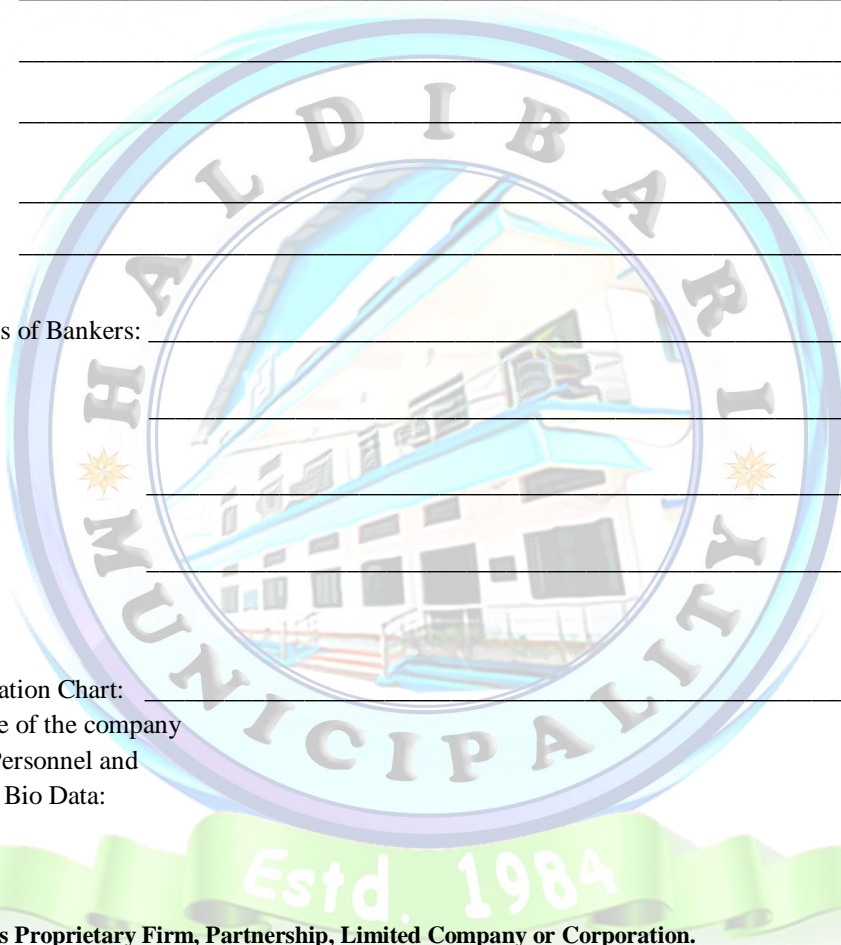 HALDIBARI
s of Bankers:
ation Chart:
e of the company
Personnel and
Bio Data:
MUNICIPALITY
Estd. 1984
s Proprietary Firm, Partnership, Limited Company or Corporation.